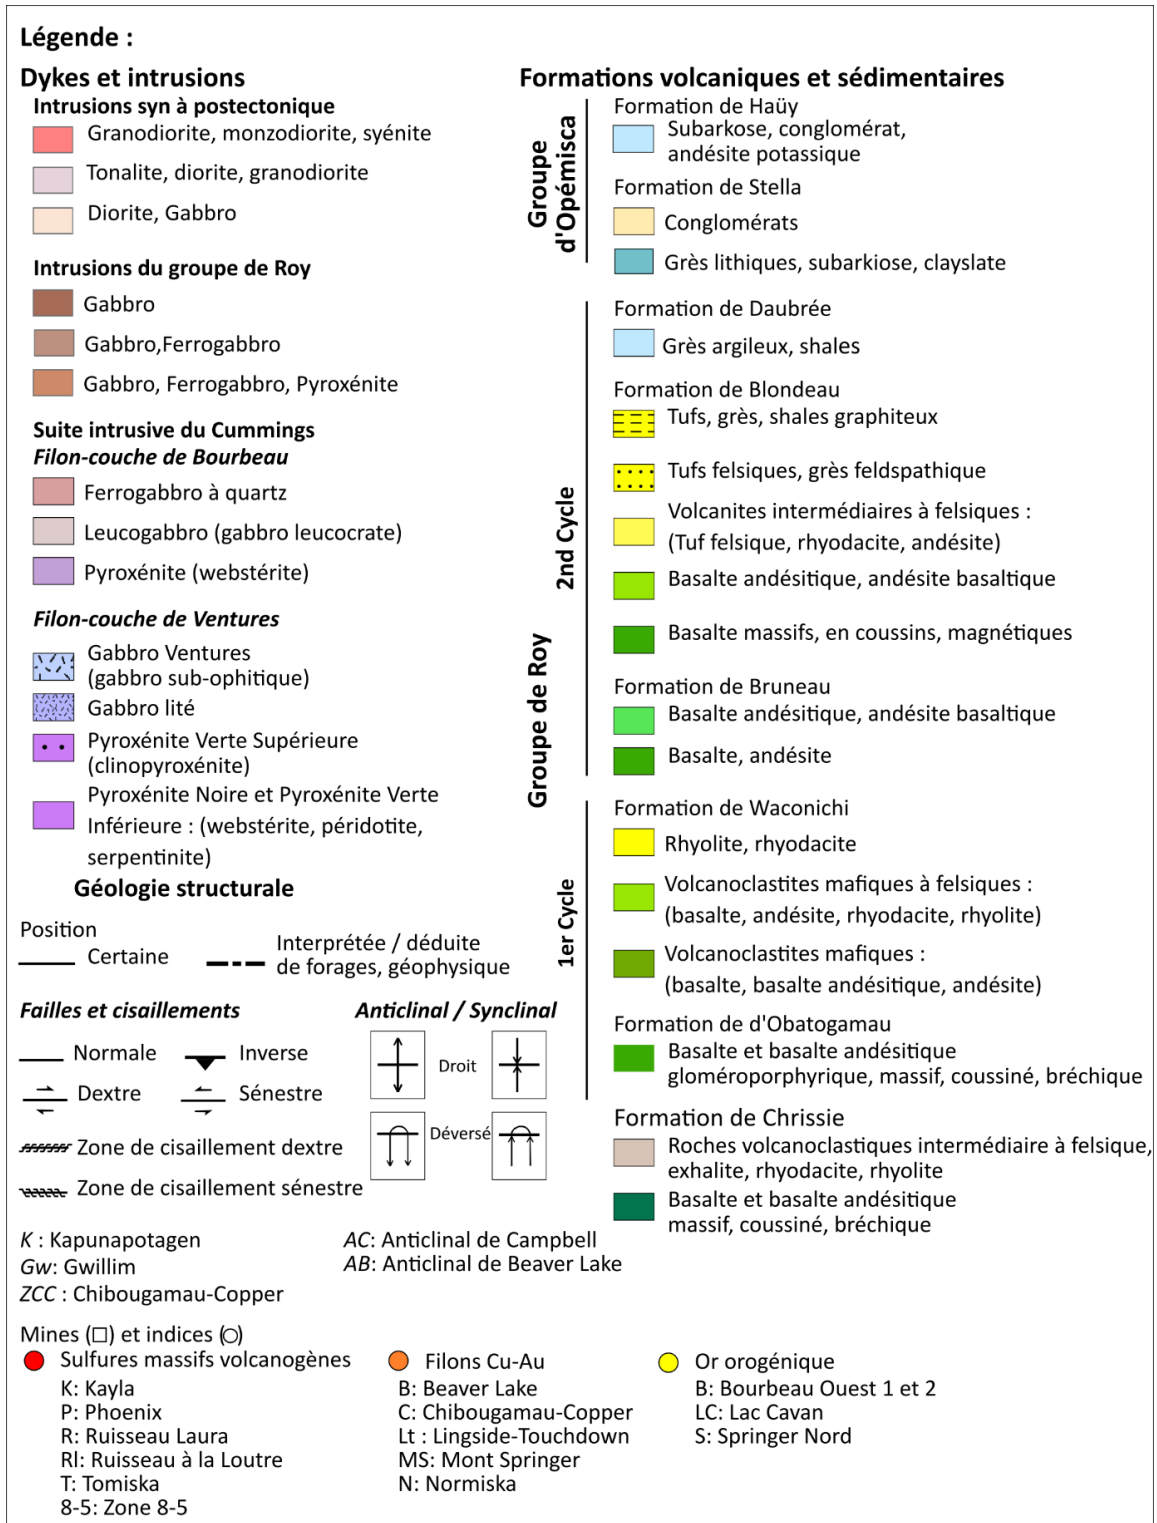 Légende :
Dykes et intrusions
Intrusions syn à postectonique
Granodiorite, monzodiorite, syénite
Tonalite, diorite, granodiorite
Diorite, Gabbro
Intrusions du groupe de Roy
Gabbro
Gabbro,Ferrogabbro
Gabbro, Ferrogabbro, Pyroxénite
Suite intrusive du Cummings
Filon-couche de Bourbeau
Ferrogabbro à quartz
Leucogabbro (gabbro leucocrate)
Pyroxénite (webstérite)
Filon-couche de Ventures
Gabbro Ventures
(gabbro sub-ophitique)
Gabbro lité
Pyroxénite Verte Supérieure
(clinopyroxénite)
Pyroxénite Noire et Pyroxénite Verte
Inférieure : (webstérite, péridotite,
serpentinite)
Géologie structurale
Position
Certaine
Interprétée / déduite
de forages, géophysique
Failles et cisaillements
Normale
Inverse
Dextre
Sénestre
Zone de cisaillement dextre
Zone de cisaillement sénestre
Anticlinal / Synclinal
Droit
Déversé
K : Kapunapotagen
Gw: Gwillim
ZCC : Chibougamau-Copper
AC: Anticlinal de Campbell
AB: Anticlinal de Beaver Lake
Formations volcaniques et sédimentaires
Groupe
d'Opémisca
Formation de Haüy
Subarkose, conglomérat,
andésite potassique
Formation de Stella
Conglomérats
Grès lithiques, subarkiose, clayslate
Groupe de Roy
2nd Cycle
Formation de Daubrée
Grès argileux, shales
Formation de Blondeau
Tufs, grès, shales graphiteux
Tufs felsiques, grès feldspathique
Volcanites intermédiaires à felsiques :
(Tuf felsique, rhyodacite, andésite)
Basalte andésitique, andésite basaltique
Basalte massifs, en coussins, magnétiques
Formation de Bruneau
Basalte andésitique, andésite basaltique
Basalte, andésite
1er Cycle
Formation de Waconichi
Rhyolite, rhyodacite
Volcanoclastites mafiques à felsiques :
(basalte, andésite, rhyodacite, rhyolite)
Volcanoclastites mafiques :
(basalte, basalte andésitique, andésite)
Formation de d'Obatogamau
Basalte et basalte andésitique
gloméroporphyrique, massif, coussiné, bréchique
Formation de Chrissie
Roches volcanoclastiques intermédiaire à felsique,
exhalite, rhyodacite, rhyolite
Basalte et basalte andésitique
massif, coussiné, bréchique
Mines (□) et indices (○)
Sulfures massifs volcanogènes
K: Kayla
P: Phoenix
R: Ruisseau Laura
Rl: Ruisseau à la Loutre
T: Tomiska
8-5: Zone 8-5
Filons Cu-Au
B: Beaver Lake
C: Chibougamau-Copper
Lt : Lingside-Touchdown
MS: Mont Springer
N: Normiska
Or orogénique
B: Bourbeau Ouest 1 et 2
LC: Lac Cavan
S: Springer Nord